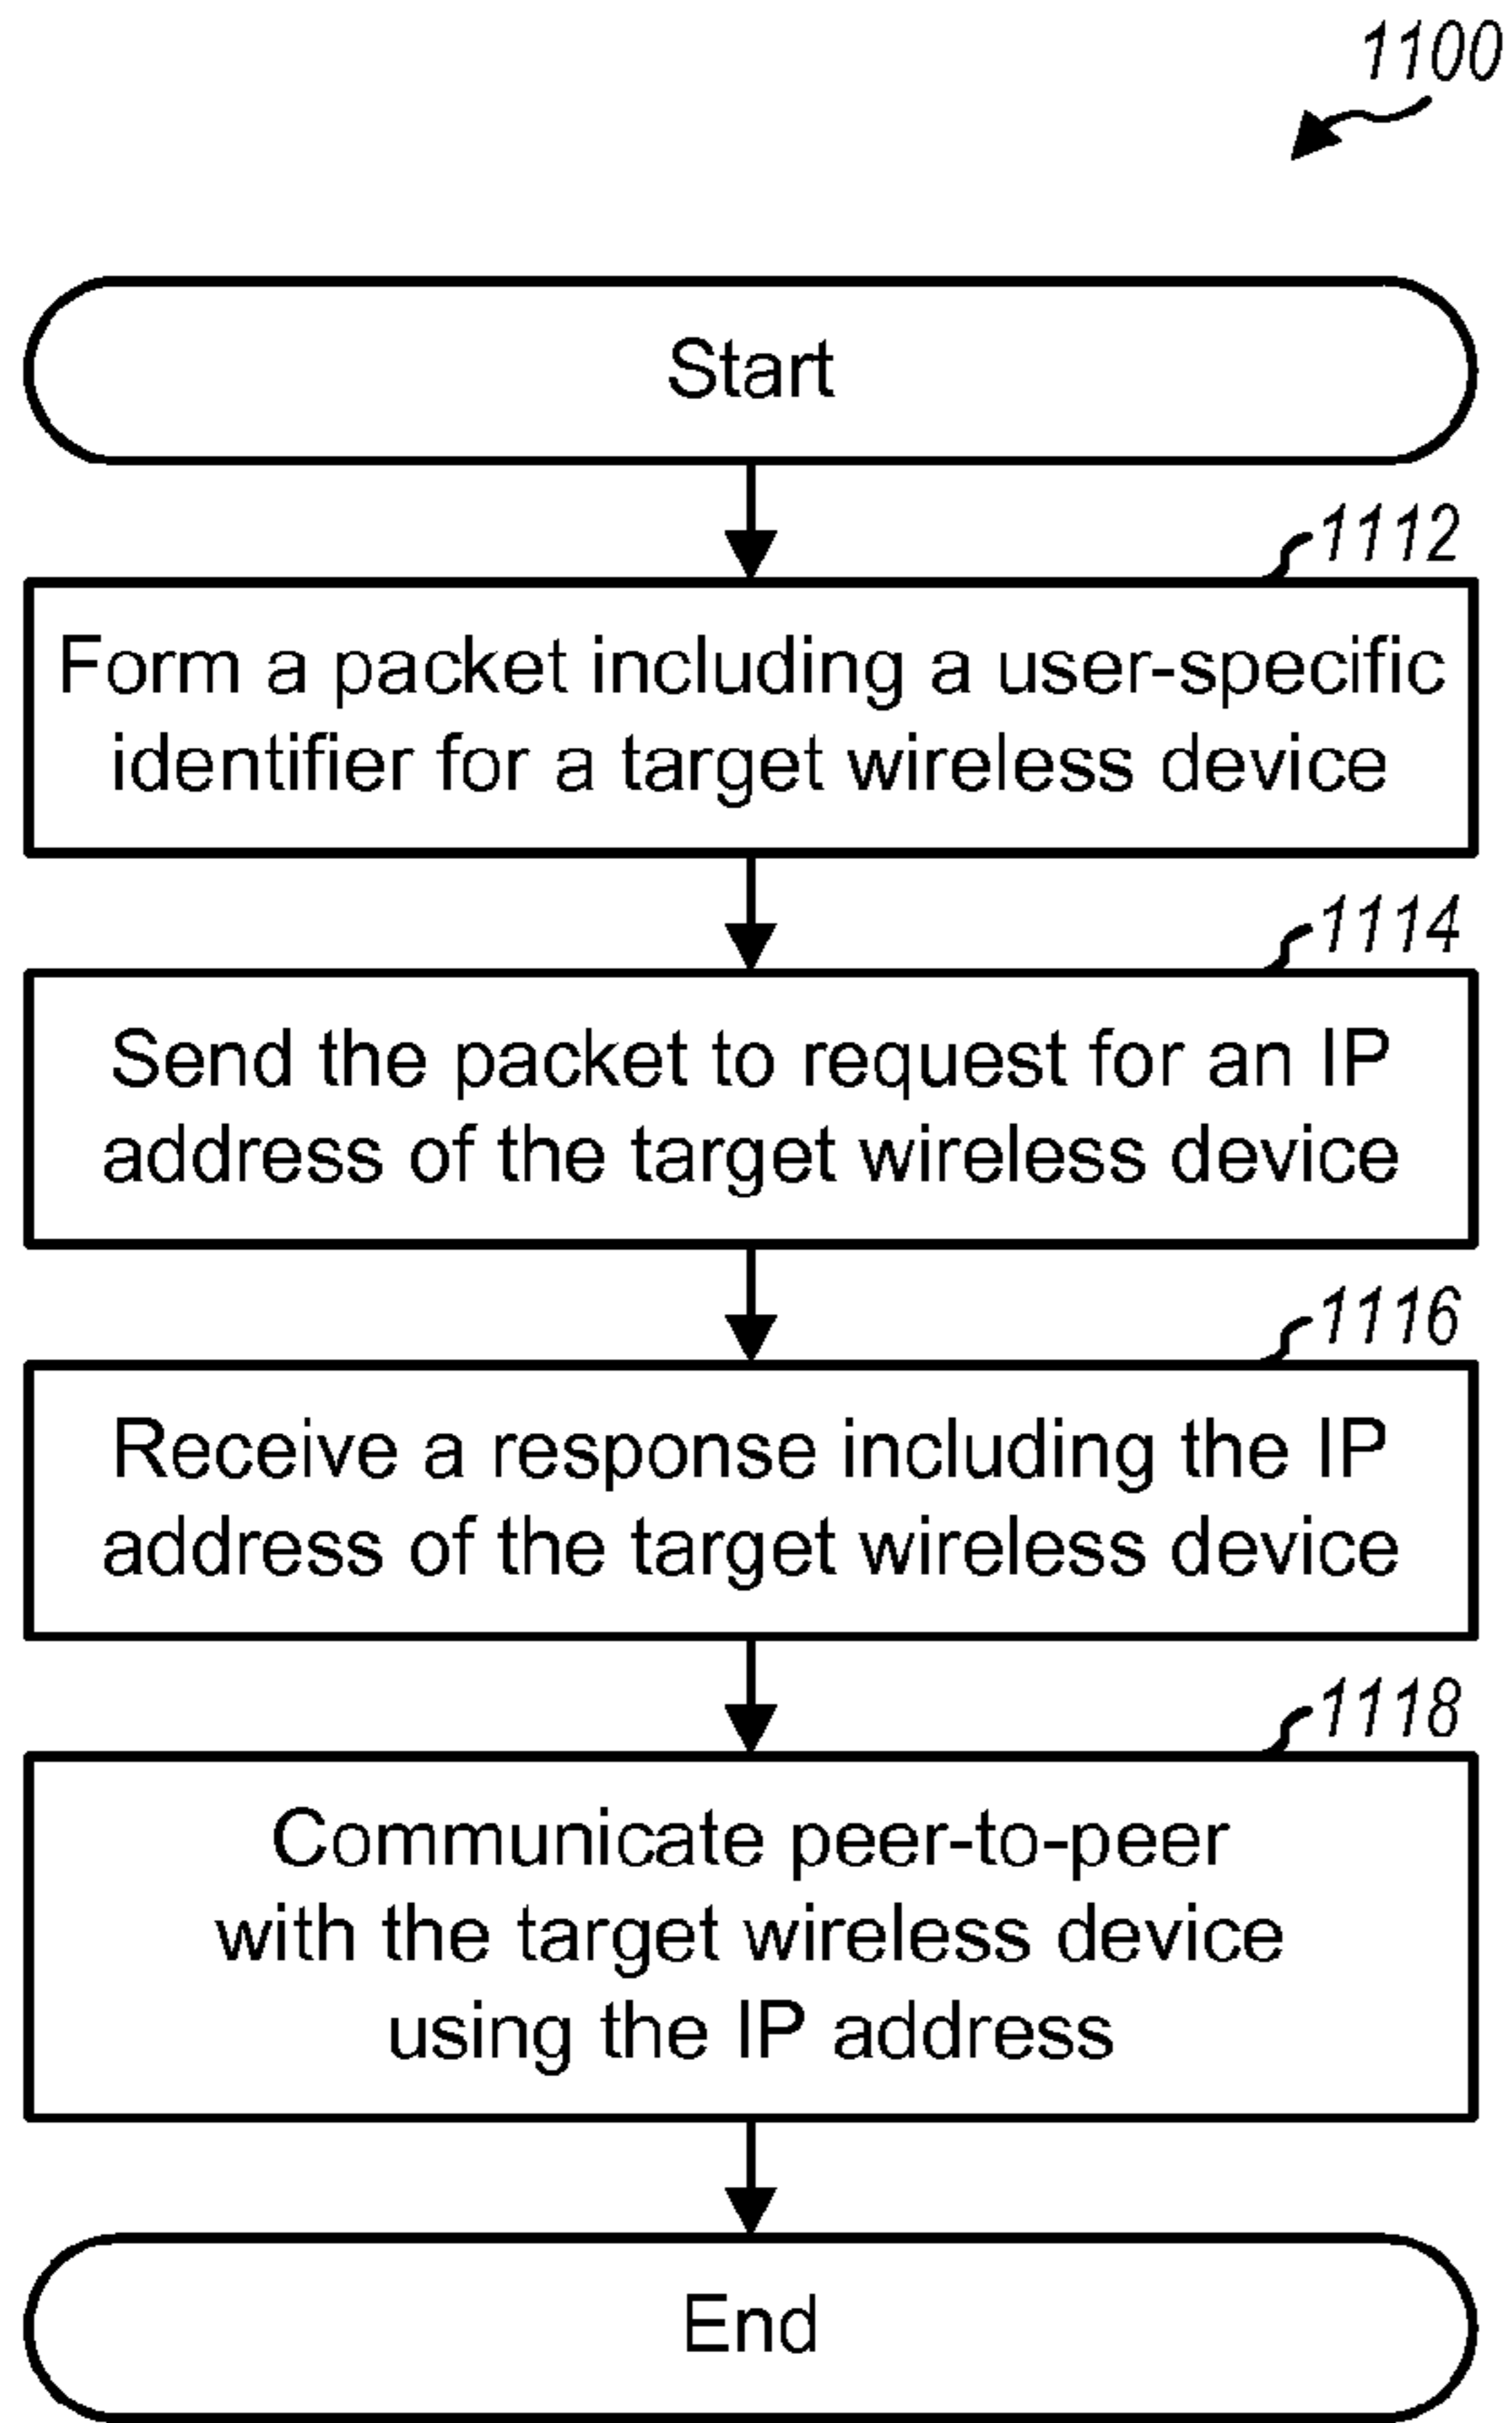 1100
Start
1112
Form a packet including a user-specific
identifier for a target wireless device
1114
Send the packet to request for an IP
address of the target wireless device
1116
Receive a response including the IP
address of the target wireless device
1118
Communicate peer-to-peer
with the target wireless device
using the IP address
End